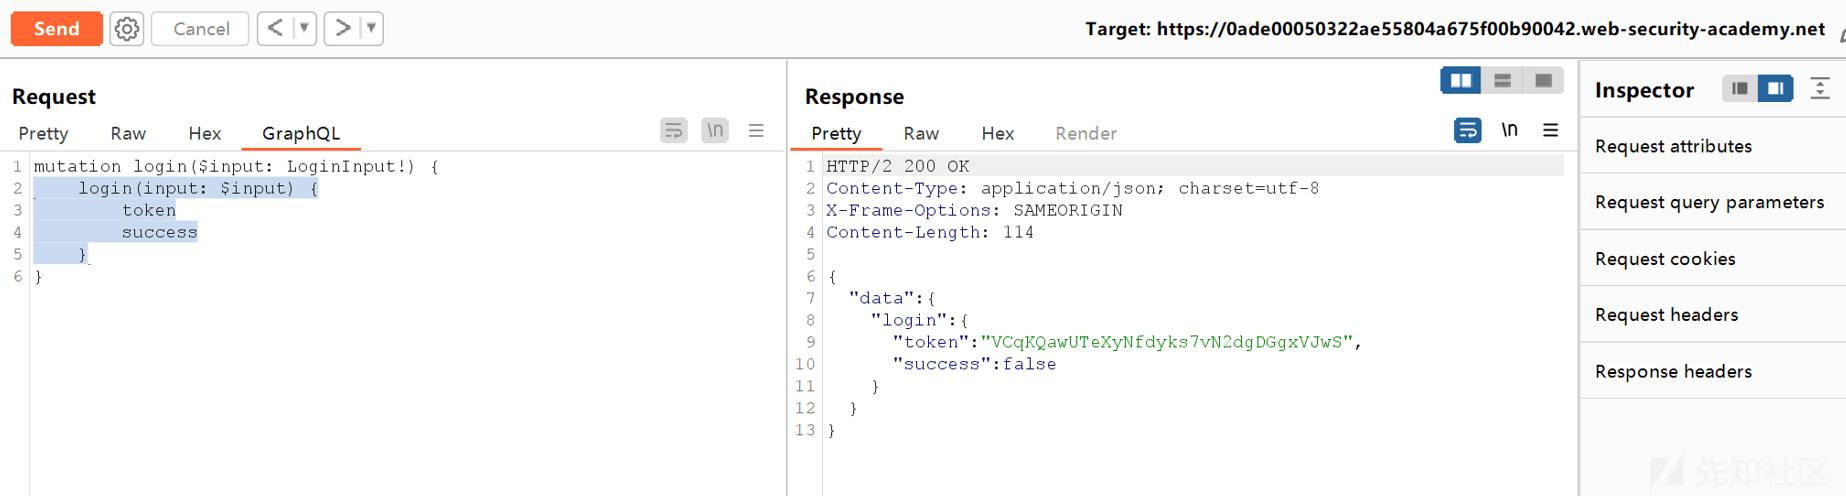 Send Cancel < > Target: https://0ade00050322ae55804a675f00b90042.web-security-academy.net
Request
Pretty Raw Hex GraphQL \n
1 mutation login($input: LoginInput!) {
2 login(input: $input) {
3 token
4 success
5 }
6 }
Response
Pretty Raw Hex Render \n
1 HTTP/2 200 OK
2 Content-Type: application/json; charset=utf-8
3 X-Frame-Options: SAMEORIGIN
4 Content-Length: 114
5
6 {
7 "data":{
8 "login":{
9 "token":"VCqKQawUTeXyNfdyks7vN2dgDGgxVJwS",
10 "success":false
11 }
12 }
13 }
Inspector
Request attributes
Request query parameters
Request cookies
Request headers
Response headers
先知社区